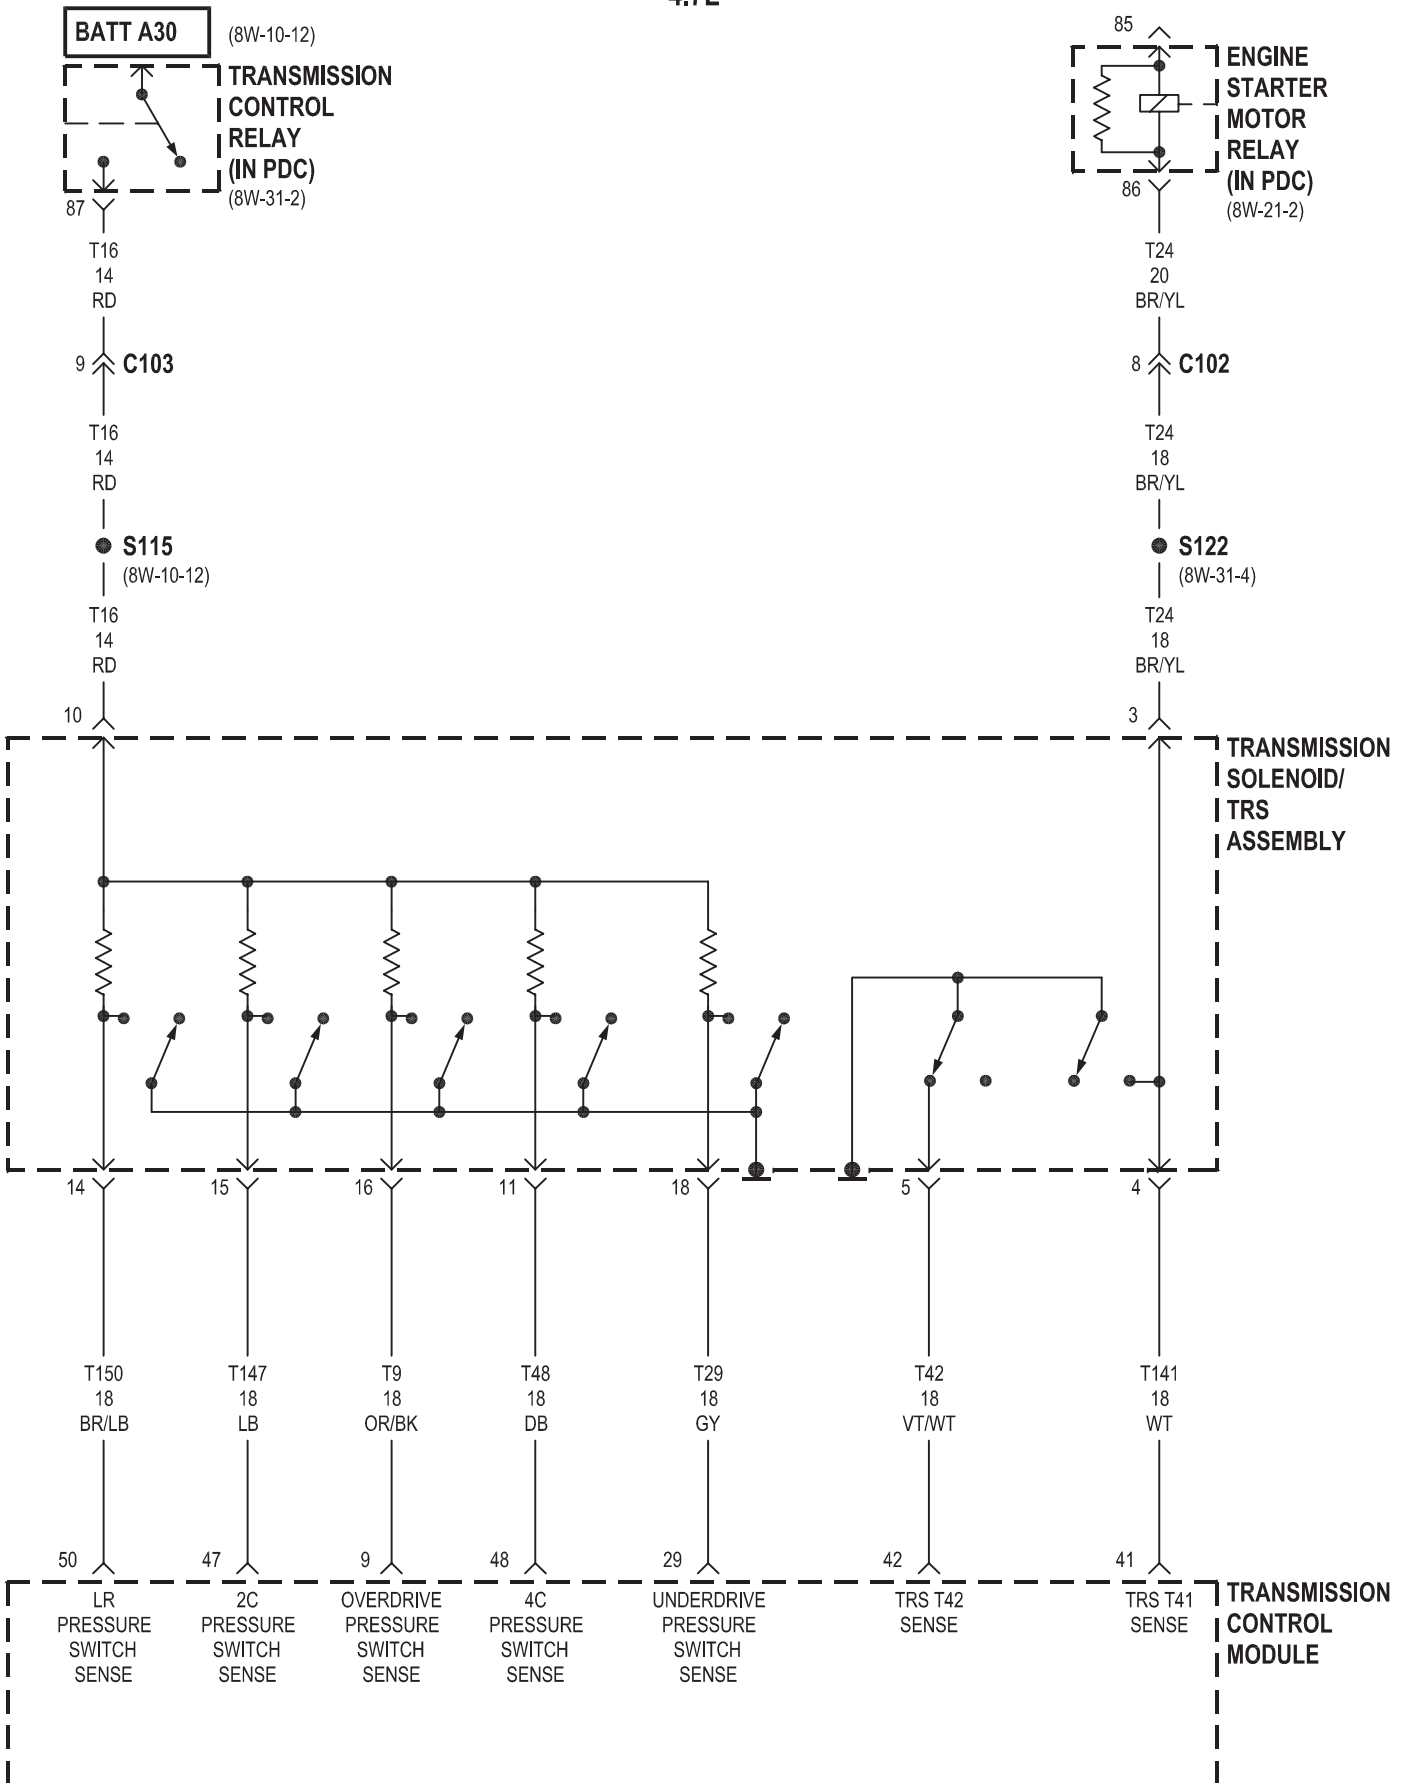 BATT A30
(8W-10-12)
TRANSMISSION
CONTROL
RELAY
(IN PDC)
(8W-31-2)
87
T16
14
RD
9
C103
T16
14
RD
S115
(8W-10-12)
T16
14
RD
10
85
ENGINE
STARTER
MOTOR
RELAY
(IN PDC)
(8W-21-2)
86
T24
20
BR/YL
8
C102
T24
18
BR/YL
S122
(8W-31-4)
T24
18
BR/YL
3
TRANSMISSION
SOLENOID/
TRS
ASSEMBLY
14
15
16
11
18
5
4
T150
18
BR/LB
T147
18
LB
T9
18
OR/BK
T48
18
DB
T29
18
GY
T42
18
VT/WT
T141
18
WT
50
47
9
48
29
42
41
LR
PRESSURE
SWITCH
SENSE
2C
PRESSURE
SWITCH
SENSE
OVERDRIVE
PRESSURE
SWITCH
SENSE
4C
PRESSURE
SWITCH
SENSE
UNDERDRIVE
PRESSURE
SWITCH
SENSE
TRS T42
SENSE
TRS T41
SENSE
TRANSMISSION
CONTROL
MODULE